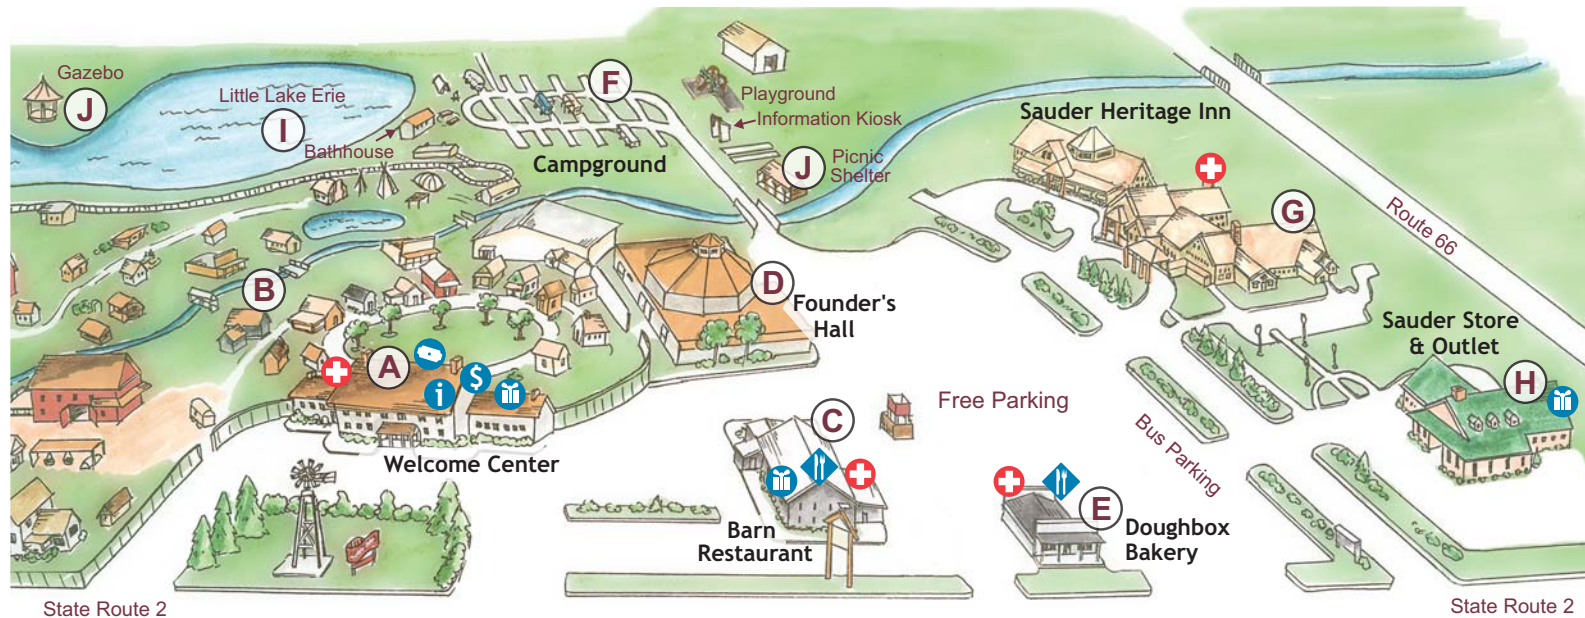 Gazebo
J
Little Lake Erie
I
Bathhouse
F
Campground
Playground
Information Kiosk
J
Picnic
Shelter
Sauder Heritage Inn
G
Route 66
B
D
Founder's
Hall
Sauder Store
& Outlet
H
A
i
$
Welcome Center
C
Free Parking
Bus Parking
Barn
Restaurant
E
Doughbox
Bakery
State Route 2
State Route 2